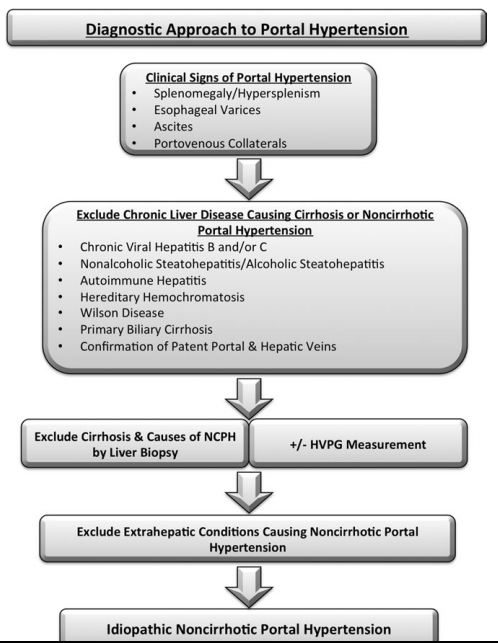 Diagnostic Approach to Portal Hypertension
Clinical Signs of Portal Hypertension
• Splenomegaly/Hypersplenism
• Esophageal Varices
• Ascites
• Portovenous Collaterals
Exclude Chronic Liver Disease Causing Cirrhosis or Noncirrhotic
Portal Hypertension
• Chronic Viral Hepatitis B and/or C
• Nonalcoholic Steatohepatitis/Alcoholic Steatohepatitis
• Autoimmune Hepatitis
• Hereditary Hemochromatosis
• Wilson Disease
• Primary Biliary Cirrhosis
• Confirmation of Patent Portal & Hepatic Veins
Exclude Cirrhosis & Causes of NCPH
by Liver Biopsy
+/- HVPG Measurement
Exclude Extrahepatic Conditions Causing Noncirrhotic Portal
Hypertension
Idiopathic Noncirrhotic Portal Hypertension